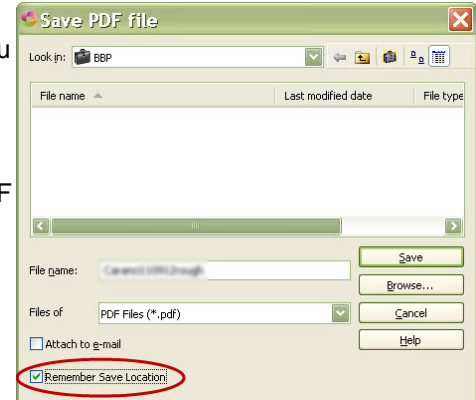 Save PDF file
u
Look in: BBP
File name Last modified date File type
F
Save
File name:
Browse...
Files of PDF Files (*.pdf) Cancel
Attach to e-mail Help
Remember Save Location